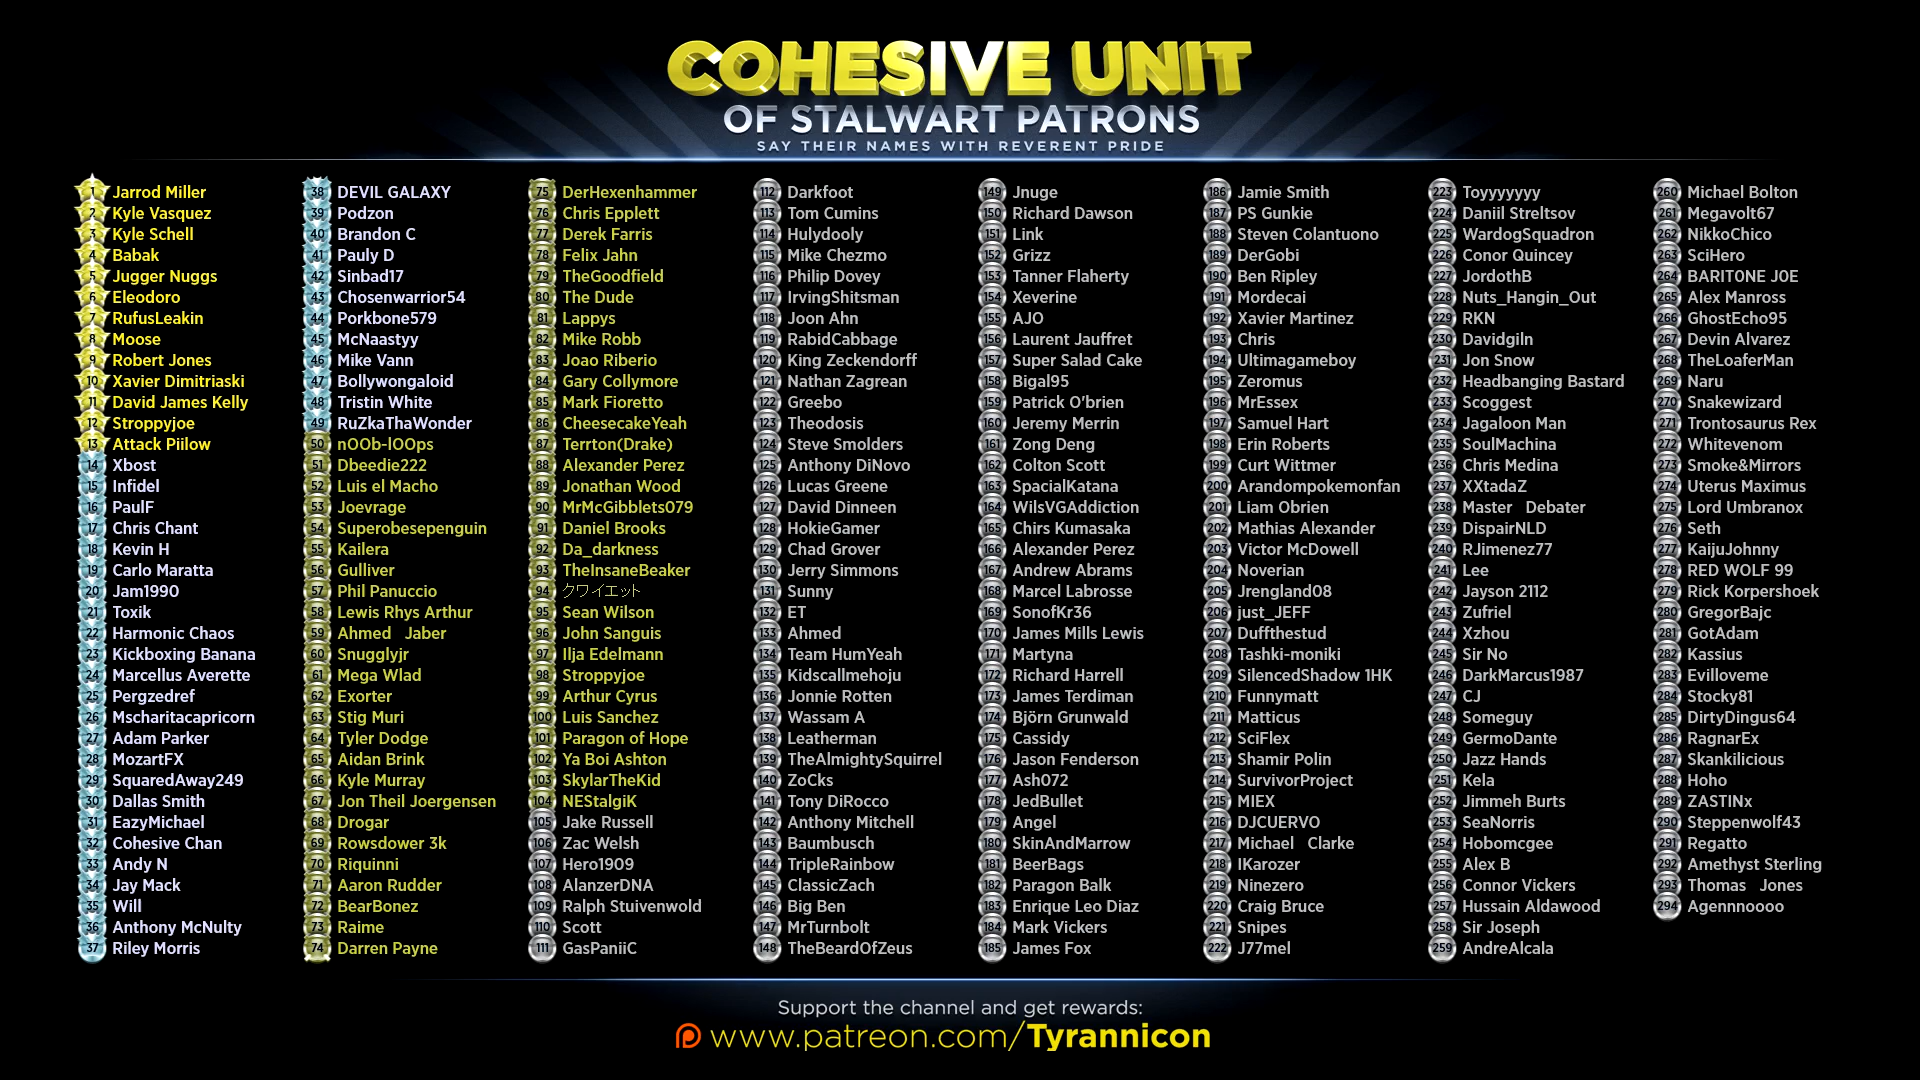 COHESIVE UNIT
OF STALWART PATRONS
SAY THEIR NAMES WITH REVERENT PRIDE
1 Jarrod Miller
2 Kyle Vasquez
3 Kyle Schell
4 Babak
5 Jugger Nuggs
6 Eleodoro
7 RufusLeakin
8 Moose
9 Robert Jones
10 Xavier Dimitriaski
11 David James Kelly
12 Stroppyjoe
13 Attack Piilow
14 Xbost
15 Infidel
16 PaulF
17 Chris Chant
18 Kevin H
19 Carlo Maratta
20 Jam1990
21 Toxik
22 Harmonic Chaos
23 Kickboxing Banana
24 Marcellus Averette
25 Pergzedref
26 Mscharitacapricorn
27 Adam Parker
28 MozartFX
29 SquaredAway249
30 Dallas Smith
31 EazyMichael
32 Cohesive Chan
33 Andy N
34 Jay Mack
35 Will
36 Anthony McNulty
37 Riley Morris
38 DEVIL GALAXY
39 Podzon
40 Brandon C
41 Pauly D
42 Sinbad17
43 Chosenwarrior54
44 Porkbone579
45 McNaastyy
46 Mike Vann
47 Bollywongaloid
48 Tristin White
49 RuZkaThaWonder
50 nOOb-lOOps
51 Dbeedie222
52 Luis el Macho
53 Joevrage
54 Superobesepenguin
55 Kailera
56 Gulliver
57 Phil Panuccio
58 Lewis Rhys Arthur
59 Ahmed Jaber
60 Snugglyjr
61 Mega Wlad
62 Exorter
63 Stig Muri
64 Tyler Dodge
65 Aidan Brink
66 Kyle Murray
67 Jon Theil Joergensen
68 Drogar
69 Rowsdower 3k
70 Riquinni
71 Aaron Rudder
72 BearBonez
73 Raime
74 Darren Payne
75 DerHexenhammer
76 Chris Epplett
77 Derek Farris
78 Felix Jahn
79 TheGoodfield
80 The Dude
81 Lappys
82 Mike Robb
83 Joao Riberio
84 Gary Collymore
85 Mark Fioretto
86 CheesecakeYeah
87 Terrton(Drake)
88 Alexander Perez
89 Jonathan Wood
90 MrMcGibblets079
91 Daniel Brooks
92 Da_darkness
93 TheInsaneBeaker
94 クワイエット
95 Sean Wilson
96 John Sanguis
97 Ilja Edelmann
98 Stroppyjoe
99 Arthur Cyrus
100 Luis Sanchez
101 Paragon of Hope
102 Ya Boi Ashton
103 SkylarTheKid
104 NEStalgiK
105 Jake Russell
106 Zac Welsh
107 Hero1909
108 AlanzerDNA
109 Ralph Stuivenwold
110 Scott
111 GasPaniiC
112 Darkfoot
113 Tom Cumins
114 Hulydooly
115 Mike Chezmo
116 Philip Dovey
117 IrvingShitsman
118 Joon Ahn
119 RabidCabbage
120 King Zeckendorff
121 Nathan Zagrean
122 Greebo
123 Theodosis
124 Steve Smolders
125 Anthony DiNovo
126 Lucas Greene
127 David Dinneen
128 HokieGamer
129 Chad Grover
130 Jerry Simmons
131 Sunny
132 ET
133 Ahmed
134 Team HumYeah
135 Kidscallmehoju
136 Jonnie Rotten
137 Wassam A
138 Leatherman
139 TheAlmightySquirrel
140 ZoCks
141 Tony DiRocco
142 Anthony Mitchell
143 Baumbusch
144 TripleRainbow
145 ClassicZach
146 Big Ben
147 MrTurnbolt
148 TheBeardOfZeus
149 Jnuge
150 Richard Dawson
151 Link
152 Grizz
153 Tanner Flaherty
154 Xeverine
155 AJO
156 Laurent Jauffret
157 Super Salad Cake
158 Bigal95
159 Patrick O'brien
160 Jeremy Merrin
161 Zong Deng
162 Colton Scott
163 SpacialKatana
164 WilsVGAddiction
165 Chirs Kumasaka
166 Alexander Perez
167 Andrew Abrams
168 Marcel Labrosse
169 SonofKr36
170 James Mills Lewis
171 Martyna
172 Richard Harrell
173 James Terdiman
174 Björn Grunwald
175 Cassidy
176 Jason Fenderson
177 Ash072
178 JedBullet
179 Angel
180 SkinAndMarrow
181 BeerBags
182 Paragon Balk
183 Enrique Leo Diaz
184 Mark Vickers
185 James Fox
186 Jamie Smith
187 PS Gunkie
188 Steven Colantuono
189 DerGobi
190 Ben Ripley
191 Mordecai
192 Xavier Martinez
193 Chris
194 Ultimagameboy
195 Zeromus
196 MrEssex
197 Samuel Hart
198 Erin Roberts
199 Curt Wittmer
200 Arandompokemonfan
201 Liam Obrien
202 Mathias Alexander
203 Victor McDowell
204 Noverian
205 Jrengland08
206 just_JEFF
207 Duffthestud
208 Tashki-moniki
209 SilencedShadow 1HK
210 Funnymatt
211 Matticus
212 SciFlex
213 Shamir Polin
214 SurvivorProject
215 MIEX
216 DJCUERVO
217 Michael Clarke
218 IKarozer
219 Ninezero
220 Craig Bruce
221 Snipes
222 J77mel
223 Toyyyyyyy
224 Daniil Streltsov
225 WardogSquadron
226 Conor Quincey
227 JordothB
228 Nuts_Hangin_Out
229 RKN
230 Davidgiln
231 Jon Snow
232 Headbanging Bastard
233 Scoggest
234 Jagaloon Man
235 SoulMachina
236 Chris Medina
237 XXtadaZ
238 Master Debater
239 DispairNLD
240 RJimenez77
241 Lee
242 Jayson 2112
243 Zufriel
244 Xzhou
245 Sir No
246 DarkMarcus1987
247 CJ
248 Someguy
249 GermoDante
250 Jazz Hands
251 Kela
252 Jimmeh Burts
253 SeaNorris
254 Hobomcgee
255 Alex B
256 Connor Vickers
257 Hussain Aldawood
258 Sir Joseph
259 AndreAlcala
260 Michael Bolton
261 Megavolt67
262 NikkoChico
263 SciHero
264 BARITONE J0E
265 Alex Manross
266 GhostEcho95
267 Devin Alvarez
268 TheLoaferMan
269 Naru
270 Snakewizard
271 Trontosaurus Rex
272 Whitevenom
273 Smoke&Mirrors
274 Uterus Maximus
275 Lord Umbranox
276 Seth
277 KaijuJohnny
278 RED WOLF 99
279 Rick Korpershoek
280 GregorBajc
281 GotAdam
282 Kassius
283 Evilloveme
284 Stocky81
285 DirtyDingus64
286 RagnarEx
287 Skankilicious
288 Hoho
289 ZASTINx
290 Steppenwolf43
291 Regatto
292 Amethyst Sterling
293 Thomas Jones
294 Agennnoooo
Support the channel and get rewards:
www.patreon.com/Tyrannicon